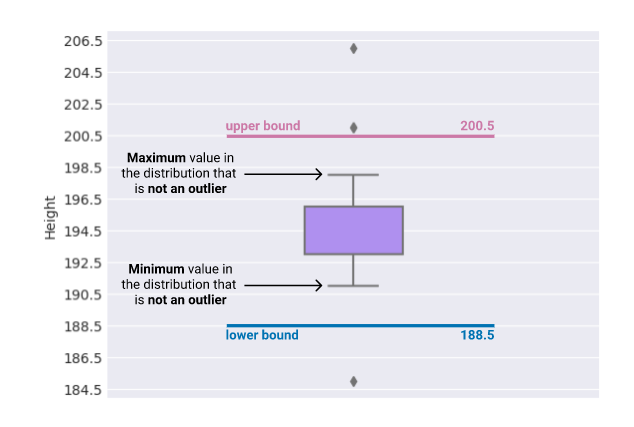 206.5
204.5
202.5
200.5
198.5
196.5
194.5
192.5
190.5
188.5
186.5
184.5
Height
upper bound 200.5
Maximum value in
the distribution that
is not an outlier
Minimum value in
the distribution that
is not an outlier
lower bound 188.5